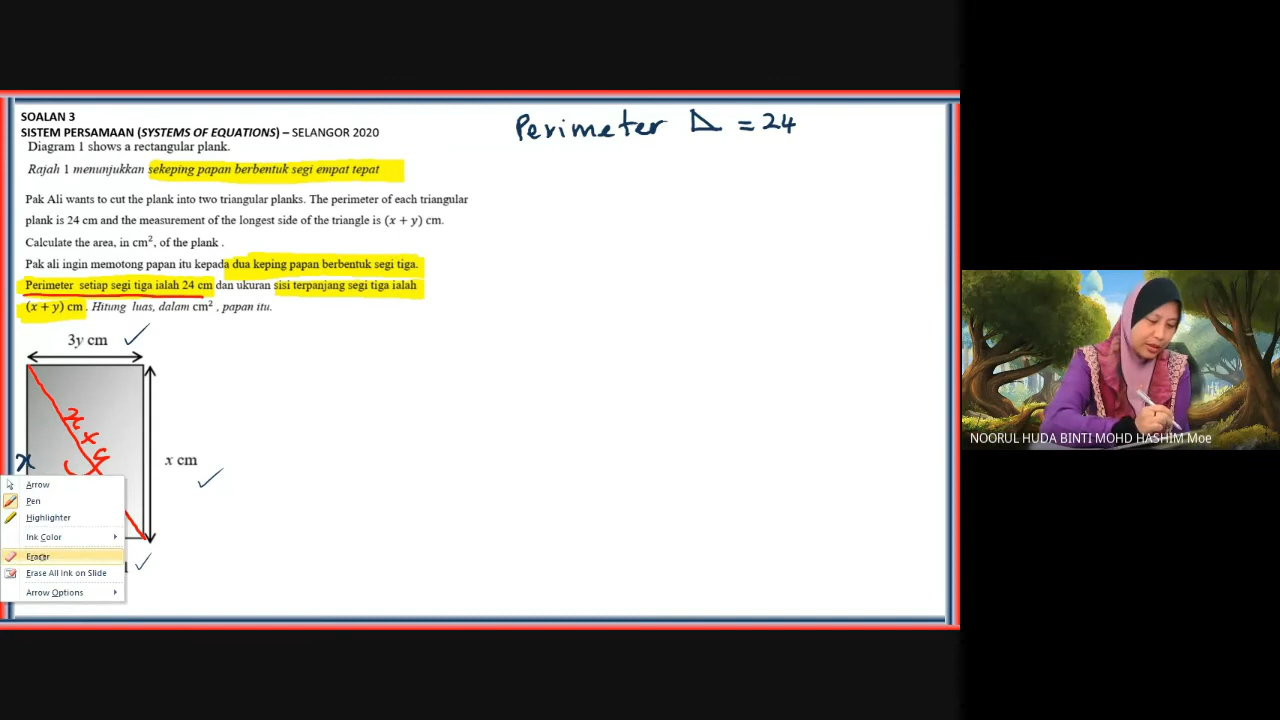 SOALAN 3
SISTEM PERSAMAAN (SYSTEMS OF EQUATIONS) – SELANGOR 2020
Diagram 1 shows a rectangular plank.
Rajah 1 menunjukkan sekeping papan berbentuk segi empat tepat
Pak Ali wants to cut the plank into two triangular planks. The perimeter of each triangular
plank is 24 cm and the measurement of the longest side of the triangle is (x + y) cm.
Calculate the area, in cm², of the plank .
Pak ali ingin memotong papan itu kepada dua keping papan berbentuk segi tiga.
Perimeter setiap segi tiga ialah 24 cm dan ukuran sisi terpanjang segi tiga ialah
(x + y) cm . Hitung luas, dalam cm² , papan itu.
Perimeter = 24
3y cm
x cm
x
Arrow
Pen
Highlighter
Ink Color
Eraser
Erase All Ink on Slide
Arrow Options
NOORUL HUDA BINTI MOHD HASHIM Moe